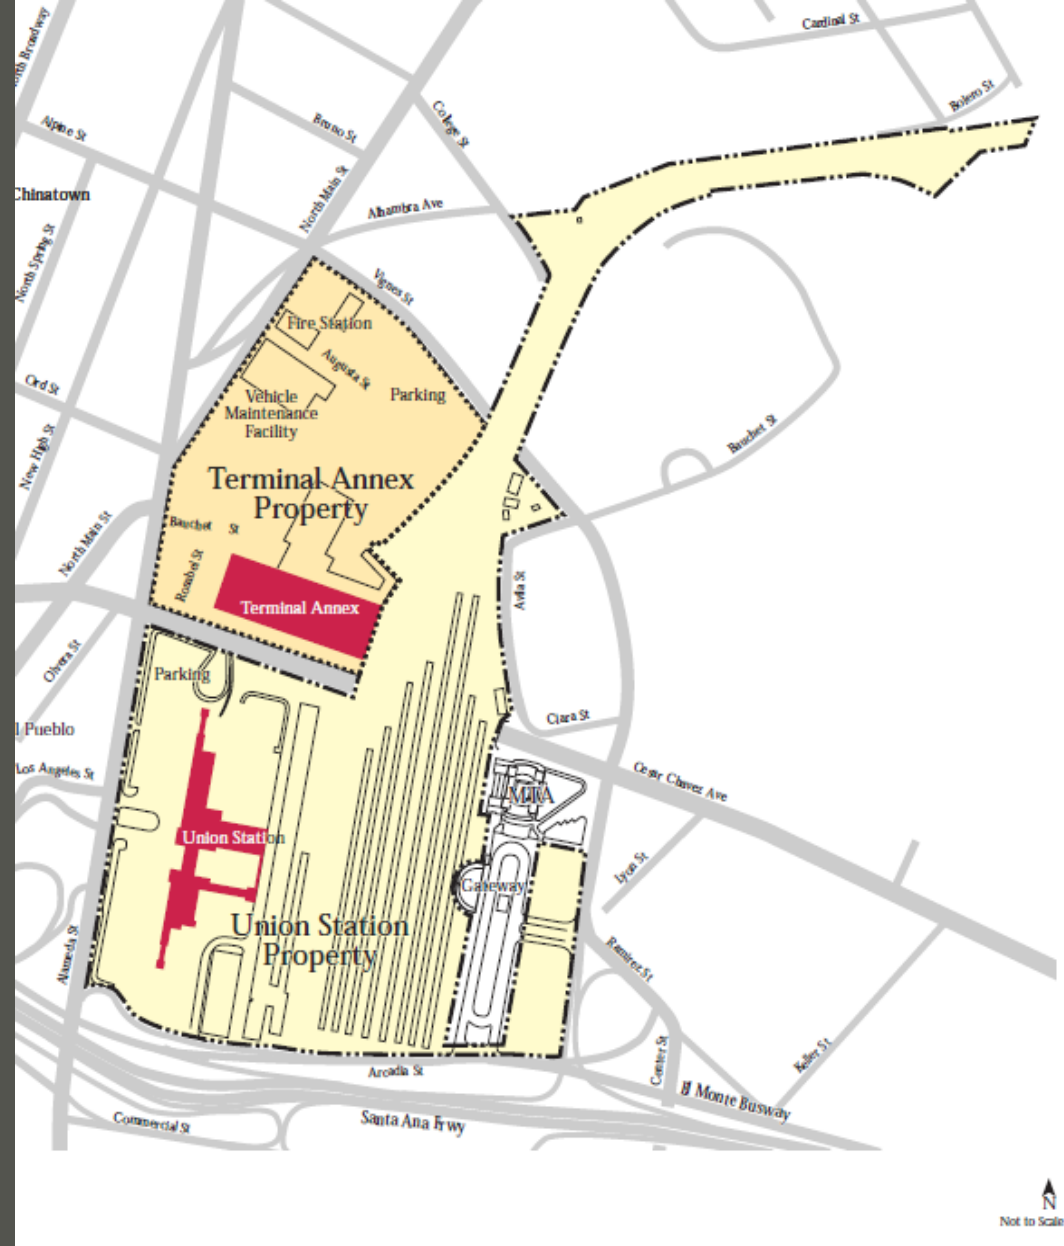 Cardinal St
Bolero St
North Broadway
College St
Alpine St
Bruno St
North Main St
Chinatown
Alhambra Ave
North Spring St
Vignes St
Fire Station
Augusta St
Ord St
Vehicle
Maintenance
Facility
Parking
New High St
Bauchet St
Terminal Annex
Property
Bauchet St
North Main St
Rosabel St
Avila St
Terminal Annex
Olvera St
Parking
l Pueblo
Clara St
Los Angeles St
Cesar Chavez Ave
MTA
Union Station
Lyon St
Gateway
Union Station
Property
Alameda St
Ramirez St
Center St
Keller St
Arcadia St
El Monte Busway
Commercial St
Santa Ana Frwy
N
Not to Scale